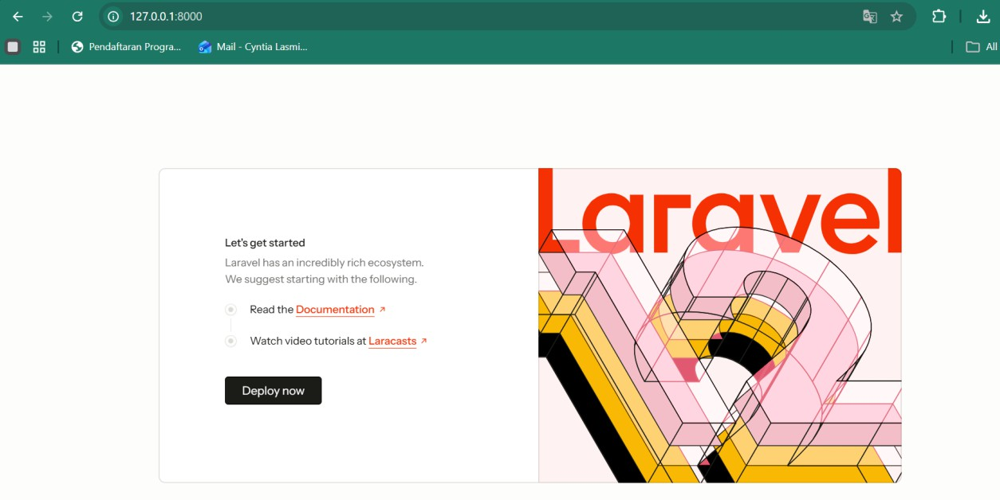 127.0.0.1:8000
Pendaftaran Progra...
Mail - Cyntia Lasmi...
All
Let's get started
Laravel has an incredibly rich ecosystem.
We suggest starting with the following.
Read the Documentation
Watch video tutorials at Laracasts
Deploy now
Laravel